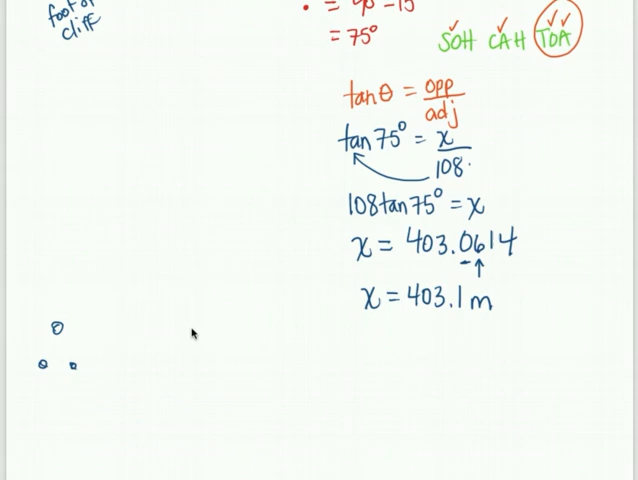 foot of
cliff
• = 90 - 15
= 75°
SOH CAH TOA
tanθ = opp
adj
tan 75° = x
108
108tan75° = x
x = 403.0614
x = 403.1 m